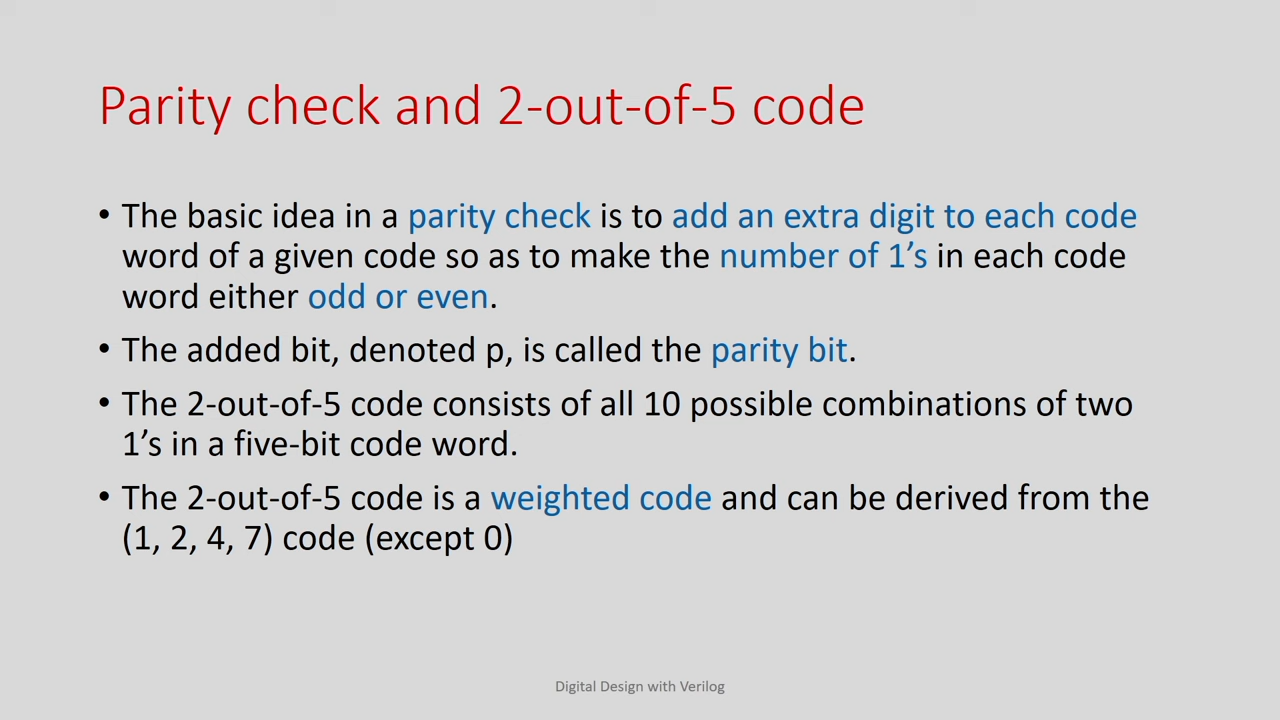 Parity check and 2-out-of-5 code
• The basic idea in a parity check is to add an extra digit to each code
word of a given code so as to make the number of 1’s in each code
word either odd or even.
• The added bit, denoted p, is called the parity bit.
• The 2-out-of-5 code consists of all 10 possible combinations of two
1’s in a five-bit code word.
• The 2-out-of-5 code is a weighted code and can be derived from the
(1, 2, 4, 7) code (except 0)
Digital Design with Verilog